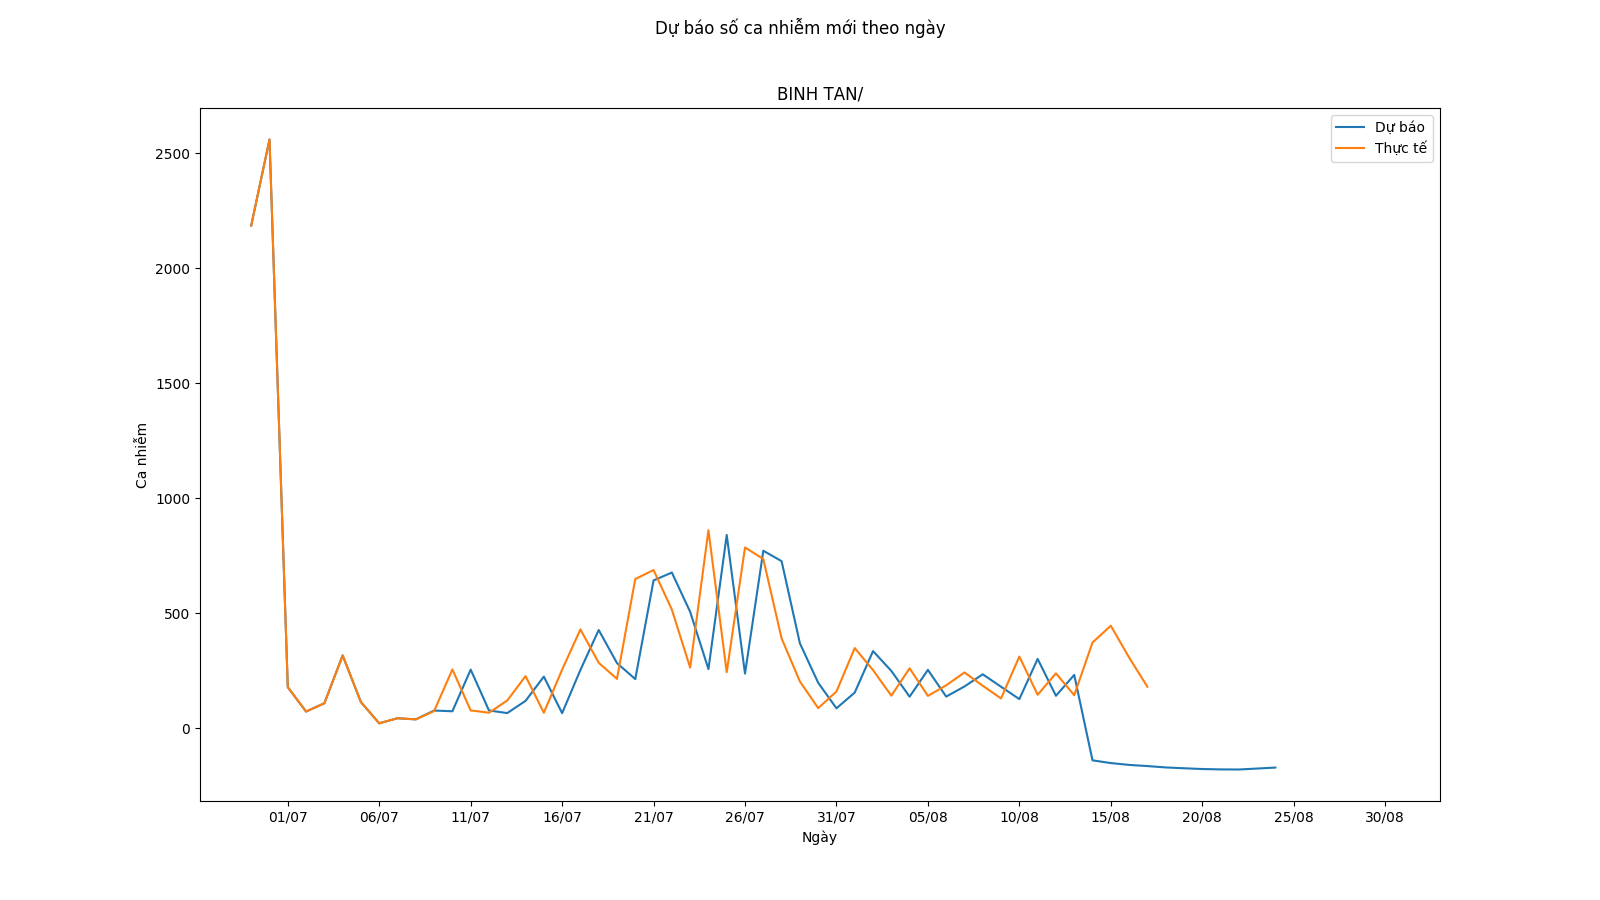 Dự báo số ca nhiễm mới theo ngày
BINH TAN/
Dự báo
Thực tế
2500
2000
1500
1000
500
0
Ca nhiễm
01/07 06/07 11/07 16/07 21/07 26/07 31/07 05/08 10/08 15/08 20/08 25/08 30/08
Ngày